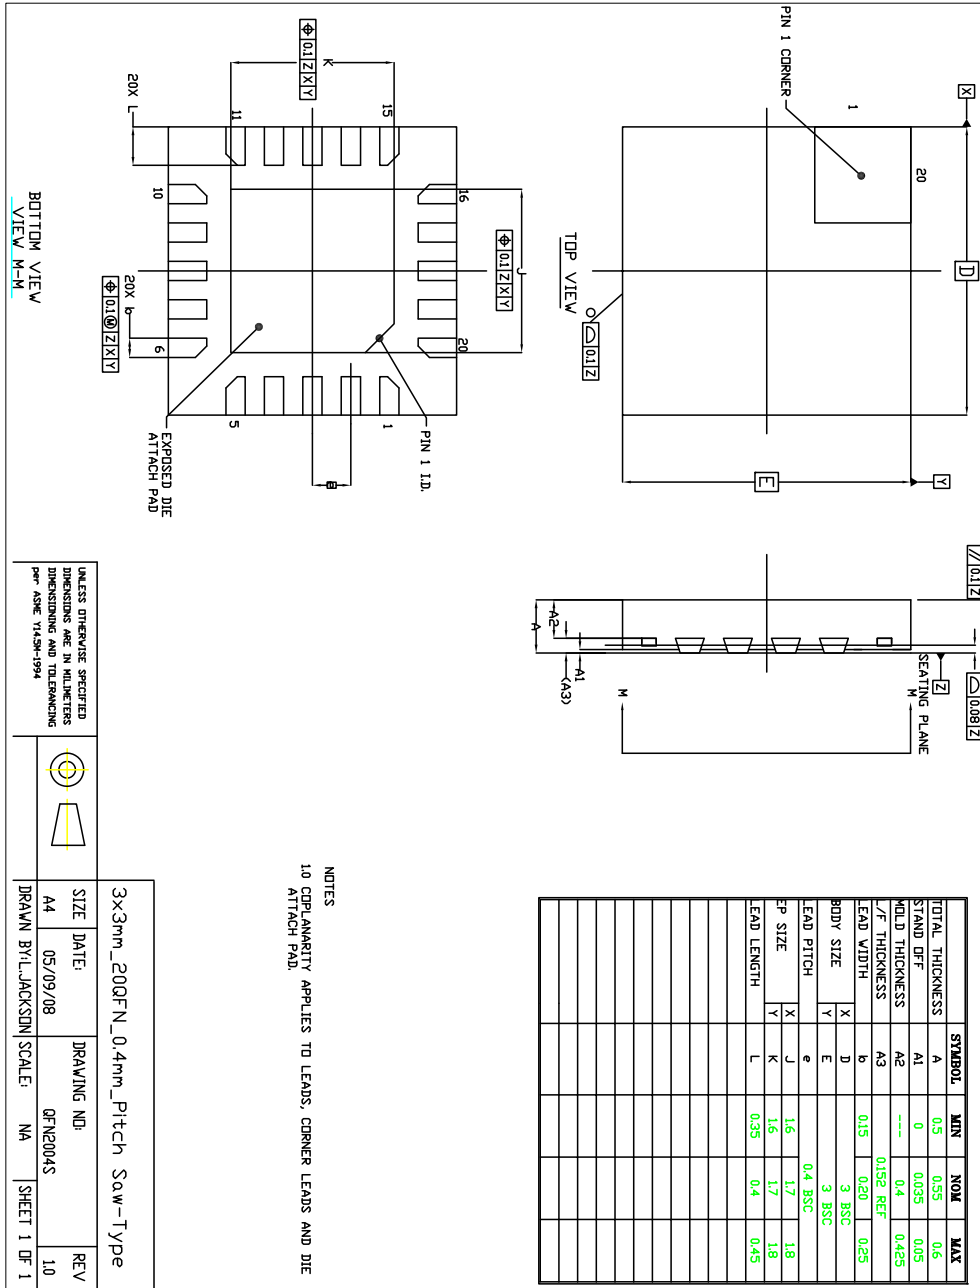 PIN 1 CORNER
1
20
X
D
Y
E
TOP VIEW
0.1 Z
// 0.1 Z
0.08 Z
SEATING PLANE
Z
A
A2
A1
(A3)
M
M
0.1 Z X Y
K
15
11
20X L
10
16
J
0.1 Z X Y
20X b
0.1 Ⓜ Z X Y
6
20
5
1
e
PIN 1 I.D.
EXPOSED DIE
ATTACH PAD
BOTTOM VIEW
VIEW M-M
SYMBOL MIN NOM MAX
TOTAL THICKNESS A 0.5 0.55 0.6
STAND OFF A1 0 0.035 0.05
MOLD THICKNESS A2 --- 0.4 0.425
L/F THICKNESS A3 0.152 REF
LEAD WIDTH b 0.15 0.20 0.25
BODY SIZE X D 3 BSC
Y E 3 BSC
LEAD PITCH e 0.4 BSC
EP SIZE X J 1.6 1.7 1.8
Y K 1.6 1.7 1.8
LEAD LENGTH L 0.35 0.4 0.45
NOTES
1.0 COPLANARITY APPLIES TO LEADS, CORNER LEADS AND DIE
ATTACH PAD.
UNLESS OTHERWISE SPECIFIED
DIMENSIONS ARE IN MILIMETERS
DIMENSIONING AND TOLERANCING
per ASME Y14.5M-1994
3x3mm_20QFN_0.4mm_Pitch Saw-Type
SIZE DATE: DRAWING NO: REV
A4 05/09/08 QFN2004S 1.0
DRAWN BY:L.JACKSON SCALE: NA SHEET 1 OF 1